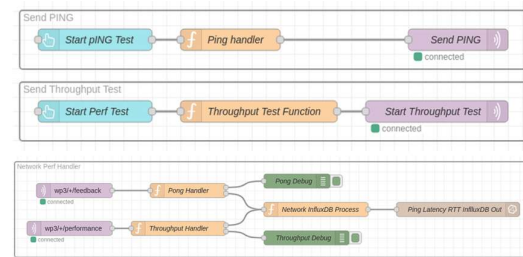 Send PING
Start pING Test
Ping handler
Send PING
connected
Send Throughput Test
Start Perf Test
Throughput Test Function
Start Throughput Test
connected
Network Perf Handler
wp3/+/feedback
connected
Pong Handler
Pong Debug
Network InfluxDB Process
Ping Latency RTT InflluxDB Out
wp3/+/performance
connected
Throughput Handler
Throughput Debug